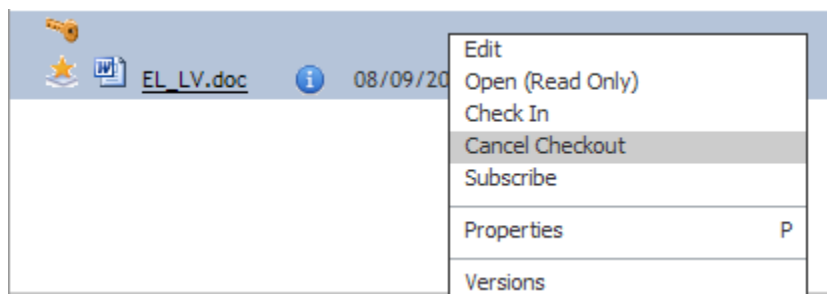 Edit
EL_LV.doc 08/09/20 Open (Read Only)
Check In
Cancel Checkout
Subscribe
Properties P
Versions